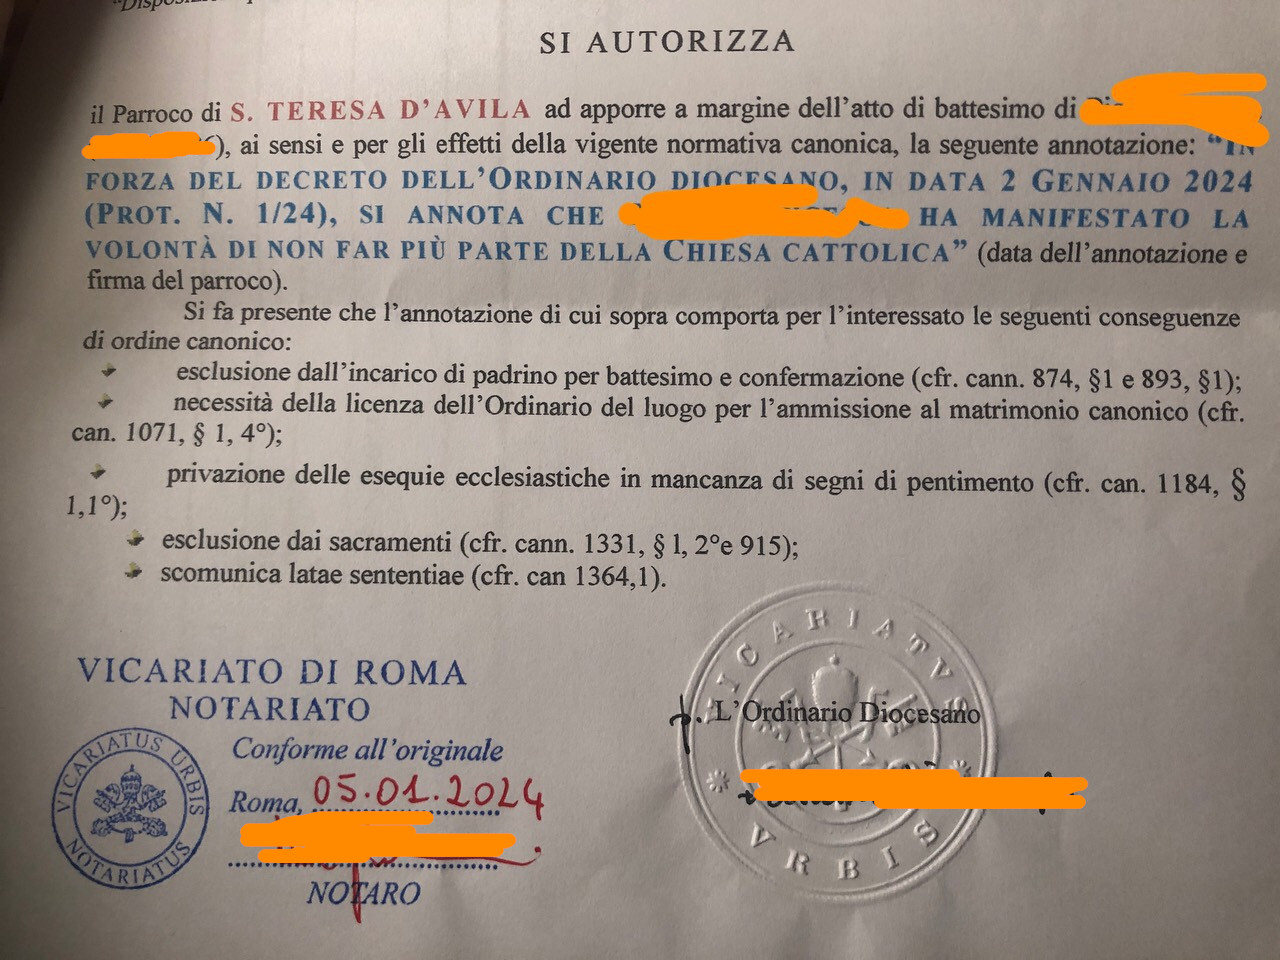 SI AUTORIZZA
il Parroco di S. TERESA D'AVILA ad apporre a margine dell'atto di battesimo di
), ai sensi e per gli effetti della vigente normativa canonica, la seguente annotazione: “IN
FORZA DEL DECRETO DELL'ORDINARIO DIOCESANO, IN DATA 2 GENNAIO 2024
(PROT. N. 1/24), SI ANNOTA CHE HA MANIFESTATO LA
VOLONTÀ DI NON FAR PIÙ PARTE DELLA CHIESA CATTOLICA” (data dell'annotazione e
firma del parroco).
Si fa presente che l'annotazione di cui sopra comporta per l'interessato le seguenti conseguenze
di ordine canonico:
esclusione dall'incarico di padrino per battesimo e confermazione (cfr. cann. 874, §1 e 893, §1);
necessità della licenza dell'Ordinario del luogo per l'ammissione al matrimonio canonico (cfr.
can. 1071, § 1, 4°);
privazione delle esequie ecclesiastiche in mancanza di segni di pentimento (cfr. can. 1184, §
1,1°);
esclusione dai sacramenti (cfr. cann. 1331, § l, 2°e 915);
scomunica latae sententiae (cfr. can 1364,1).
VICARIATO DI ROMA
NOTARIATO
Conforme all'originale
Roma, 05.01.2024
NOTARO
VICARIATUS URBIS
NOTARIATUS
p. L'Ordinario Diocesano
VICARIATVS
VRBIS